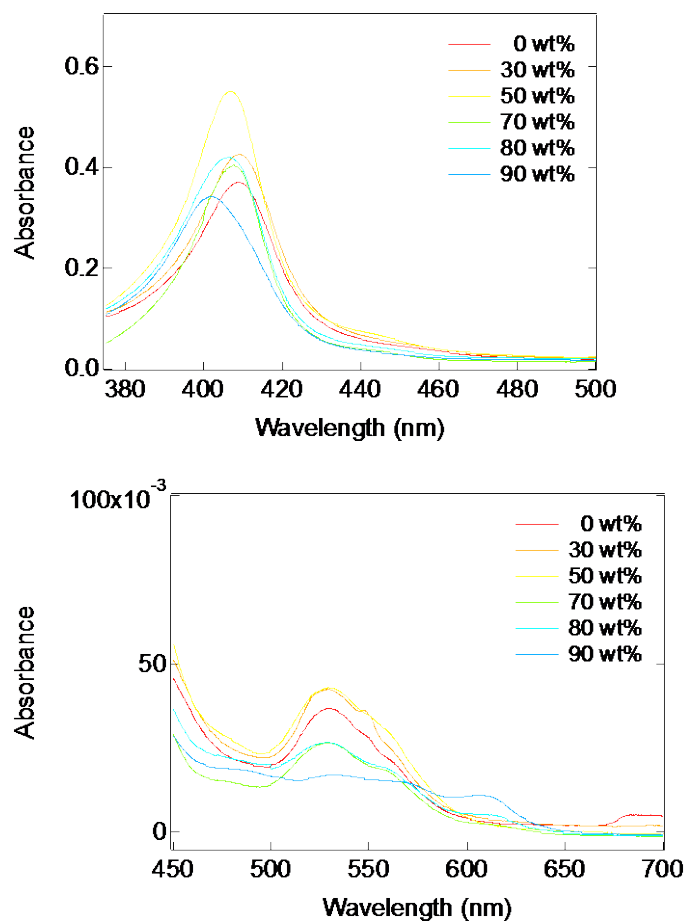 0.6
0.4
0.2
0.0
Absorbance
0 wt%
30 wt%
50 wt%
70 wt%
80 wt%
90 wt%
380 400 420 440 460 480 500
Wavelength (nm)
100x10⁻³
50
0
Absorbance
0 wt%
30 wt%
50 wt%
70 wt%
80 wt%
90 wt%
450 500 550 600 650 700
Wavelength (nm)